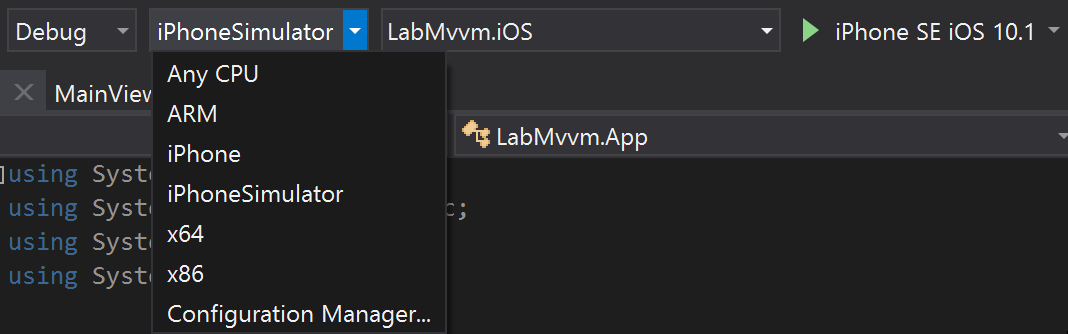 Debug iPhoneSimulator LabMvvm.iOS iPhone SE iOS 10.1
Any CPU
MainView
ARM
iPhone
LabMvvm.App
using Syst
iPhoneSimulator
using Syst c;
x64
using Syst
x86
using Syst
Configuration Manager...